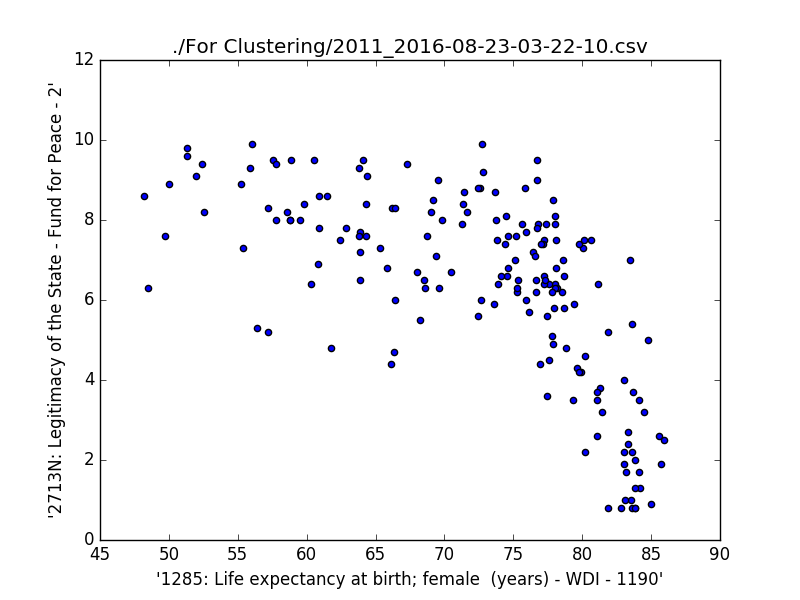 ./For Clustering/2011_2016-08-23-03-22-10.csv
'2713N: Legitimacy of the State - Fund for Peace - 2'
12
10
8
6
4
2
0
45 50 55 60 65 70 75 80 85 90
'1285: Life expectancy at birth; female  (years) - WDI - 1190'